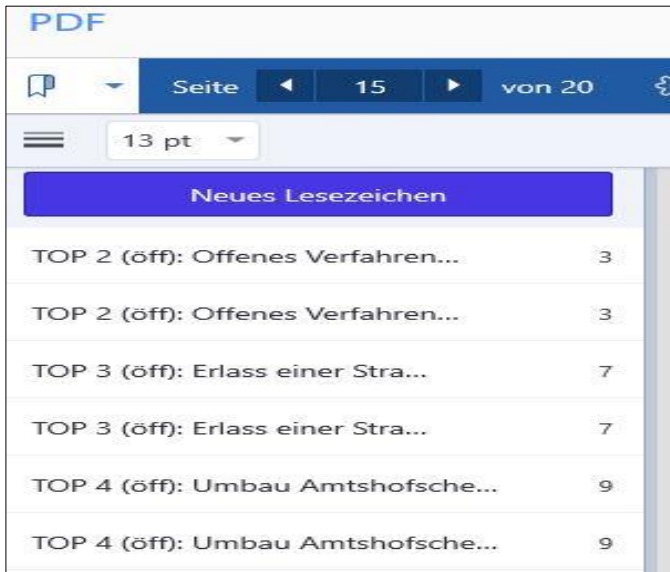 PDF
Seite 15 von 20
13 pt
Neues Lesezeichen
TOP 2 (öff): Offenes Verfahren... 3
TOP 2 (öff): Offenes Verfahren... 3
TOP 3 (öff): Erlass einer Stra... 7
TOP 3 (öff): Erlass einer Stra... 7
TOP 4 (öff): Umbau Amtshofsche... 9
TOP 4 (öff): Umbau Amtshofsche... 9